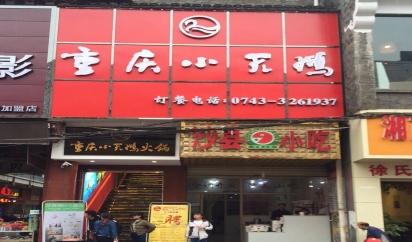 重庆小天鹅
订餐电话:0743-3261937
影
加盟店
重庆小天鹅火锅
沙县小吃
湘
徐氏